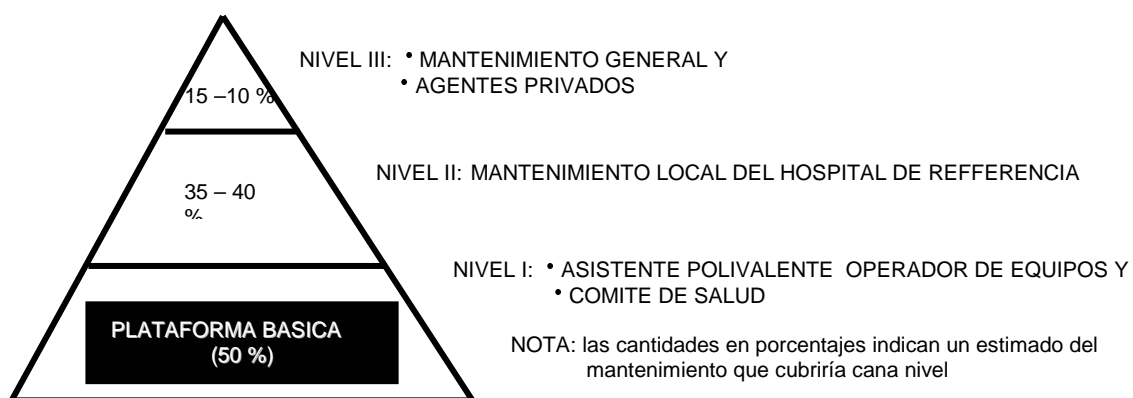 NIVEL III: • MANTENIMIENTO GENERAL Y
• AGENTES PRIVADOS
15 –10 %
NIVEL II: MANTENIMIENTO LOCAL DEL HOSPITAL DE REFFERENCIA
35 – 40
%
NIVEL I: • ASISTENTE POLIVALENTE OPERADOR DE EQUIPOS Y
• COMITE DE SALUD
PLATAFORMA BASICA
(50 %)
NOTA: las cantidades en porcentajes indican un estimado del
mantenimiento que cubriría cana nivel